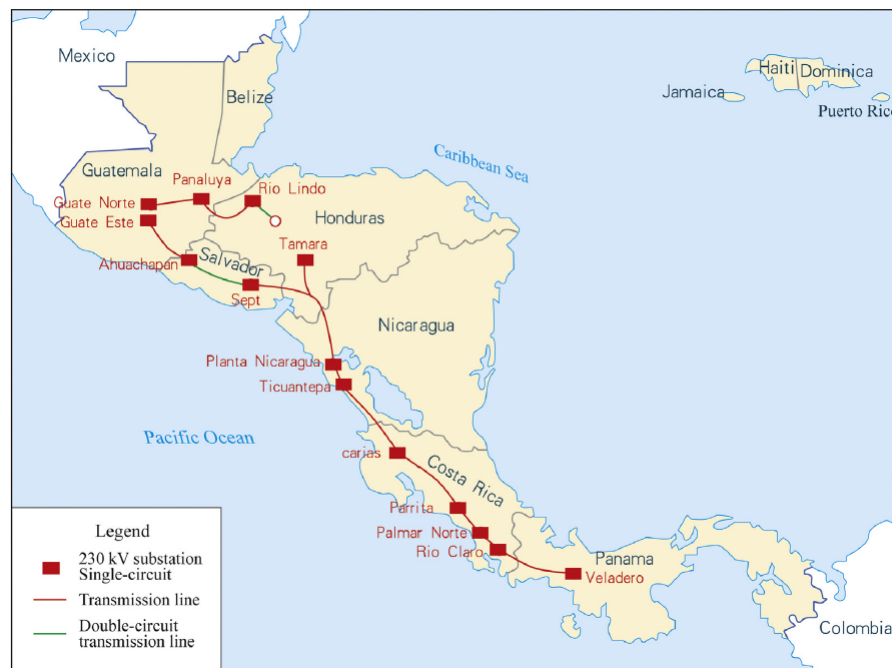 Mexico
Belize
Haiti
Dominica
Jamaica
Puerto Rico
Caribbean Sea
Guatemala
Panaluya
Rio Lindo
Guate Norte
Guate Este
Honduras
Tamara
Ahuachapan
Salvador
Sept
Nicaragua
Planta Nicaragua
Ticuantepa
Pacific Ocean
carias
Costa Rica
Parrita
Palmar Norte
Rio Claro
Panama
Veladero
Colombia
Legend
230 kV substation
Single-circuit
Transmission line
Double-circuit
transmission line